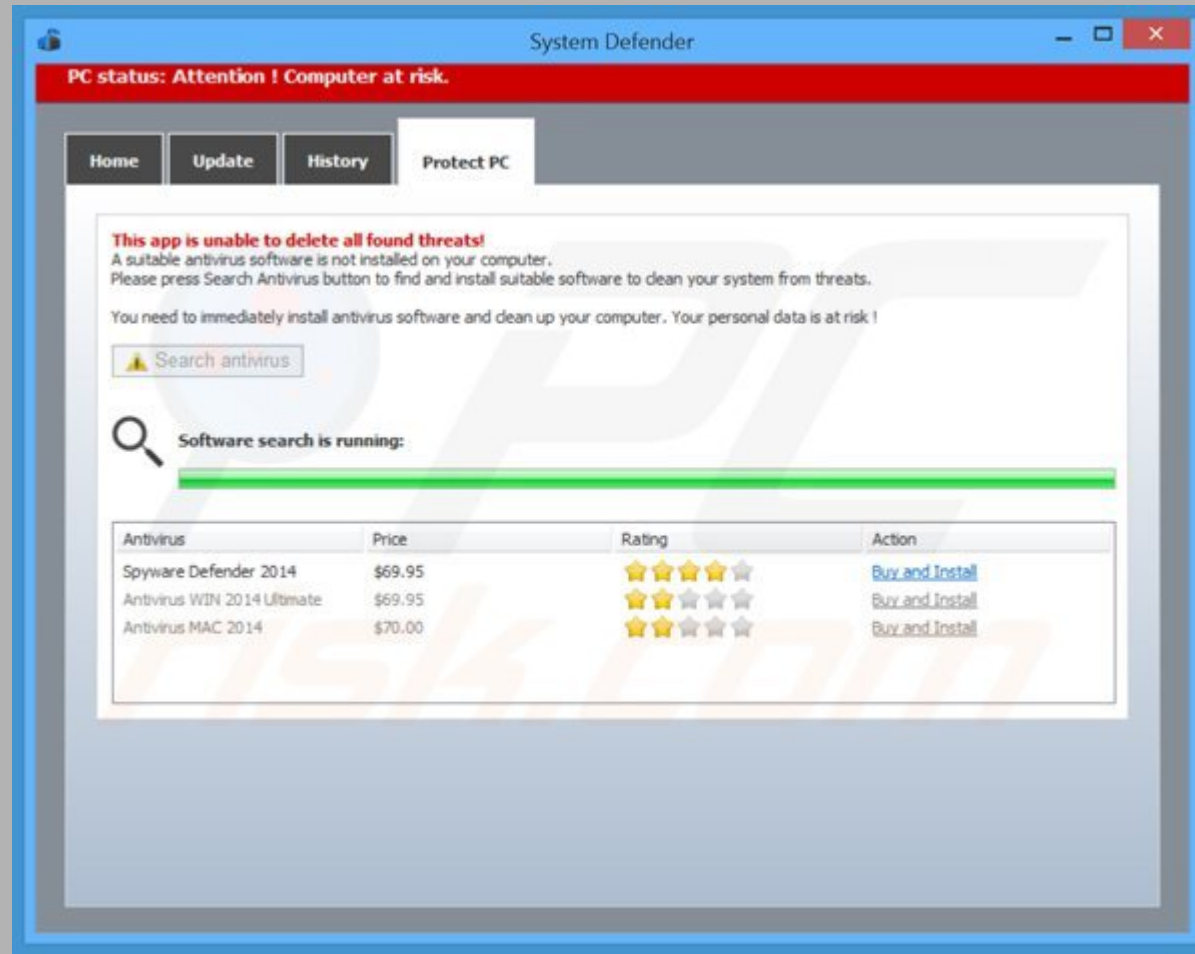 System Defender
PC status: Attention ! Computer at risk.
Home Update History Protect PC
This app is unable to delete all found threats!
A suitable antivirus software is not installed on your computer.
Please press Search Antivirus button to find and install suitable software to clean your system from threats.
You need to immediately install antivirus software and clean up your computer. Your personal data is at risk !
Search antivirus
Software search is running:
Antivirus Price Rating Action
Spyware Defender 2014 $69.95 Buy and Install
Antivirus WIN 2014 Ultimate $69.95 Buy and Install
Antivirus MAC 2014 $70.00 Buy and Install
PC
risk.com